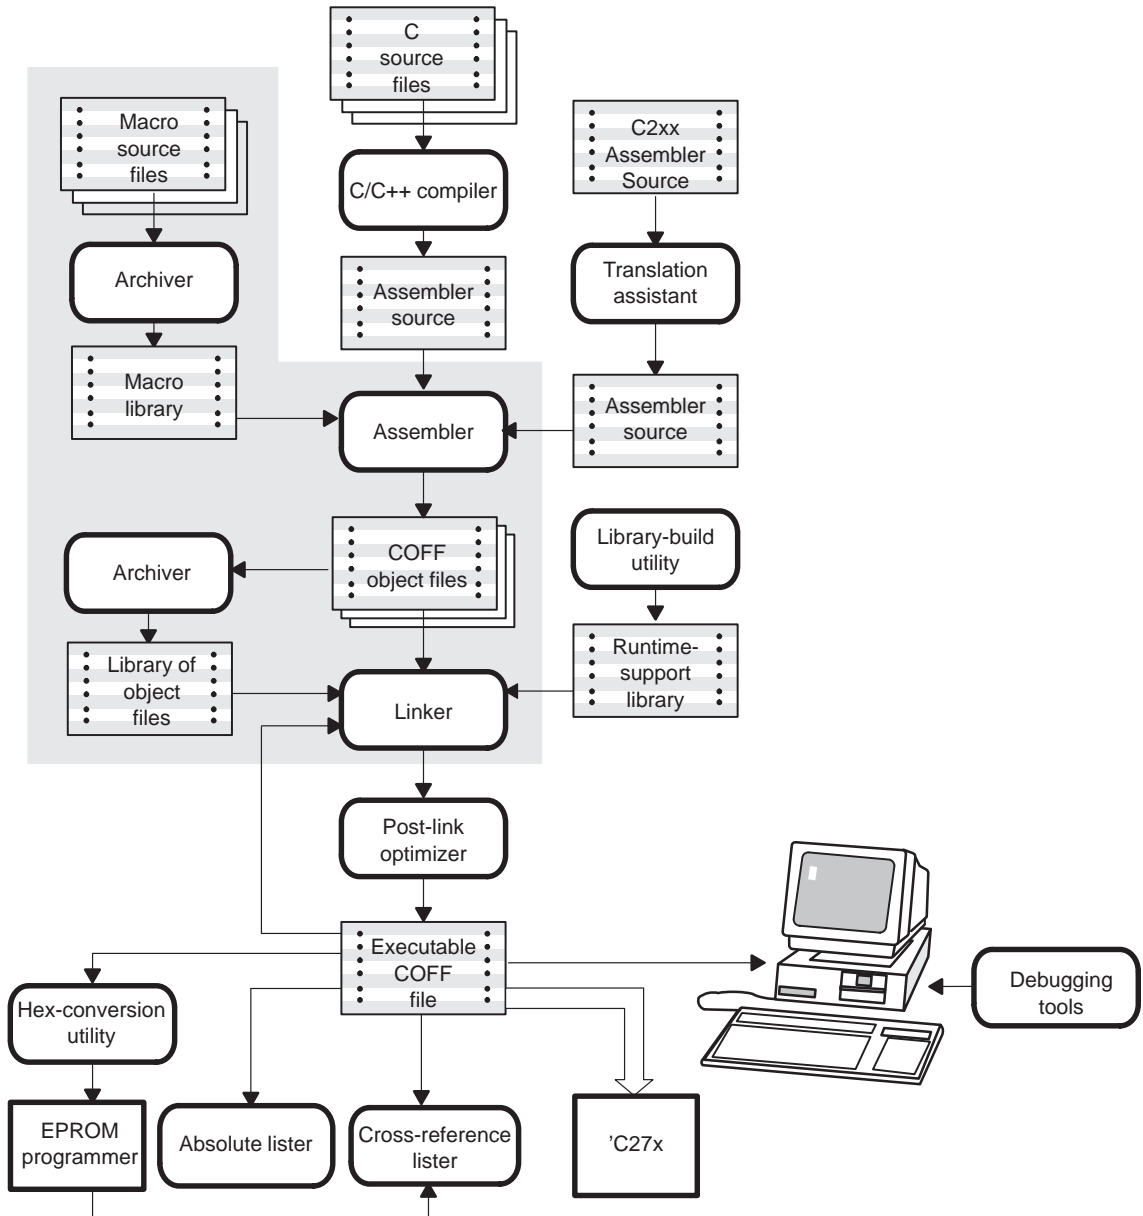 C
source
files
Macro
source
files
C2xx
Assembler
Source
C/C++ compiler
Archiver
Translation
assistant
Assembler
source
Macro
library
Assembler
Assembler
source
COFF
object files
Library-build
utility
Archiver
Runtime-
support
library
Library of
object
files
Linker
Post-link
optimizer
Executable
COFF
file
Debugging
tools
Hex-conversion
utility
EPROM
programmer
Absolute lister
Cross-reference
lister
’C27x